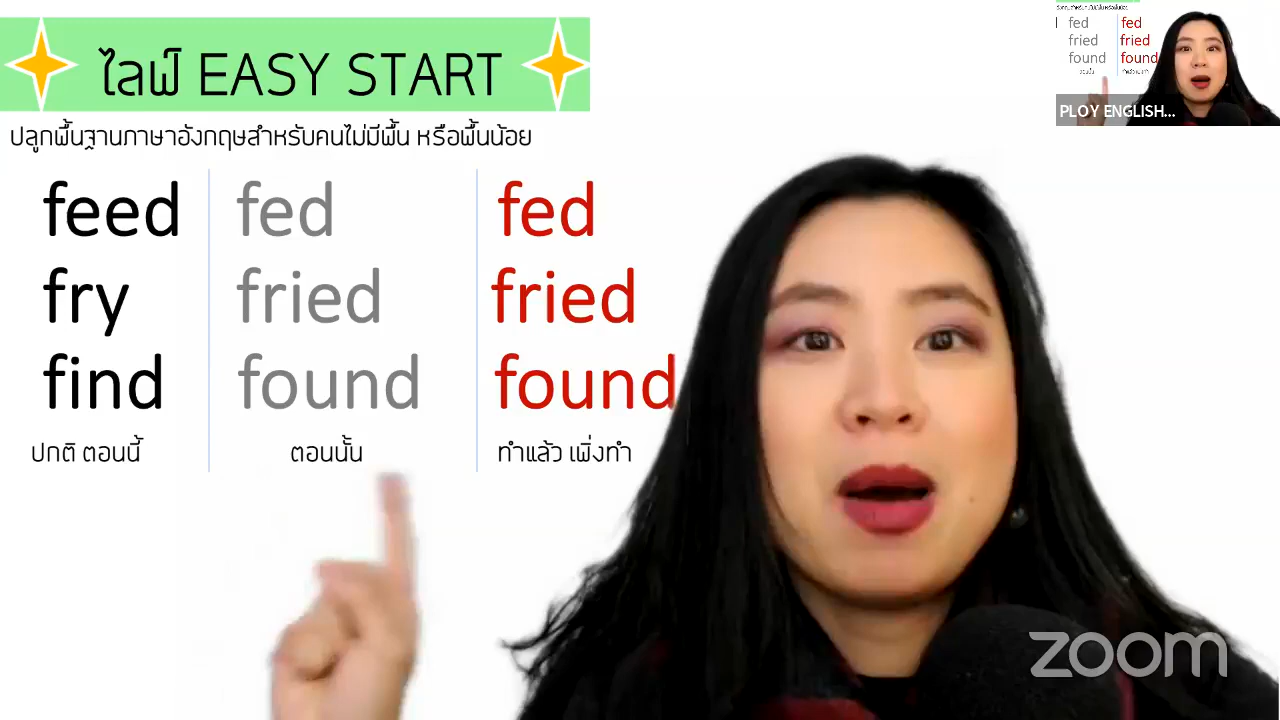 ไลฟ์ EASY START
ปลูกพื้นฐานภาษาอังกฤษสำหรับคนไม่มีพื้น หรือพื้นน้อย
feed fed fed
fry fried fried
find found found
ปกติ ตอนนี้ ตอนนั้น ทำแล้ว เพิ่งทำ
fed fed
fried fried
found found
PLOY ENGLISH...
zoom